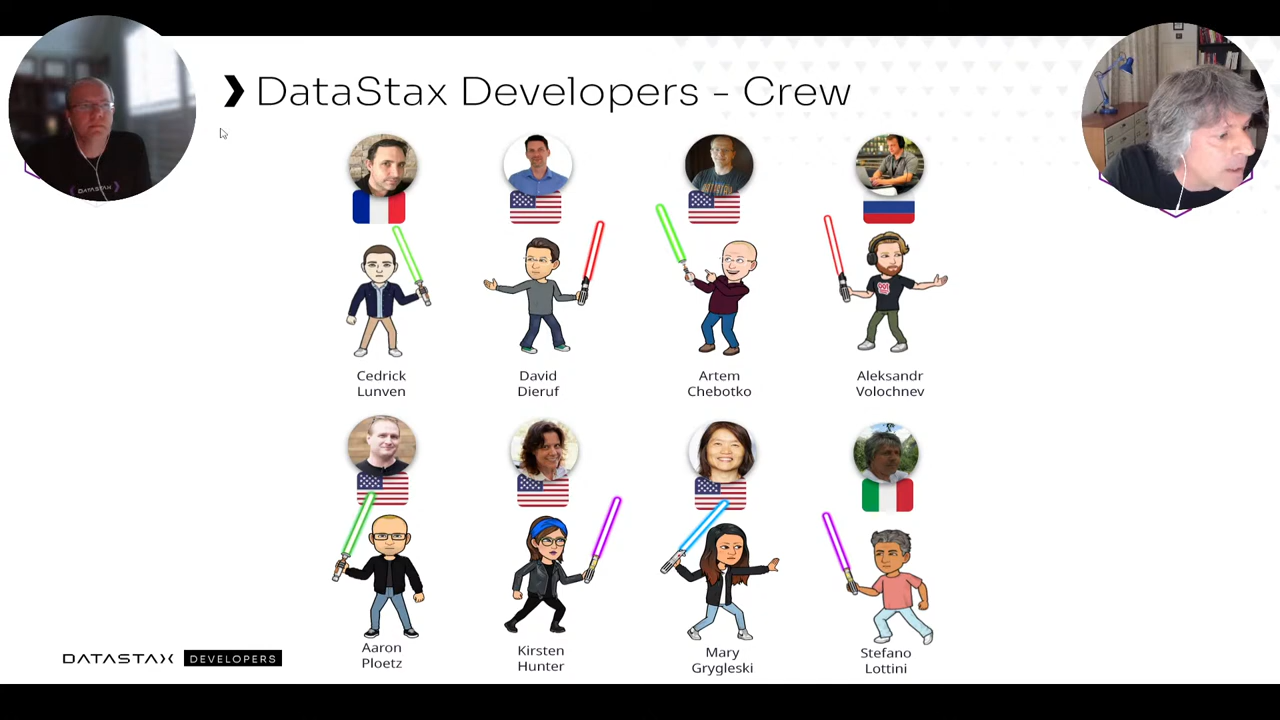 DataStax Developers - Crew
DATASTAX
Cedrick
Lunven
David
Dieruf
Artem
Chebotko
Aleksandr
Volochnev
Aaron
Ploetz
Kirsten
Hunter
Mary
Grygleski
Stefano
Lottini
DATASTAX DEVELOPERS